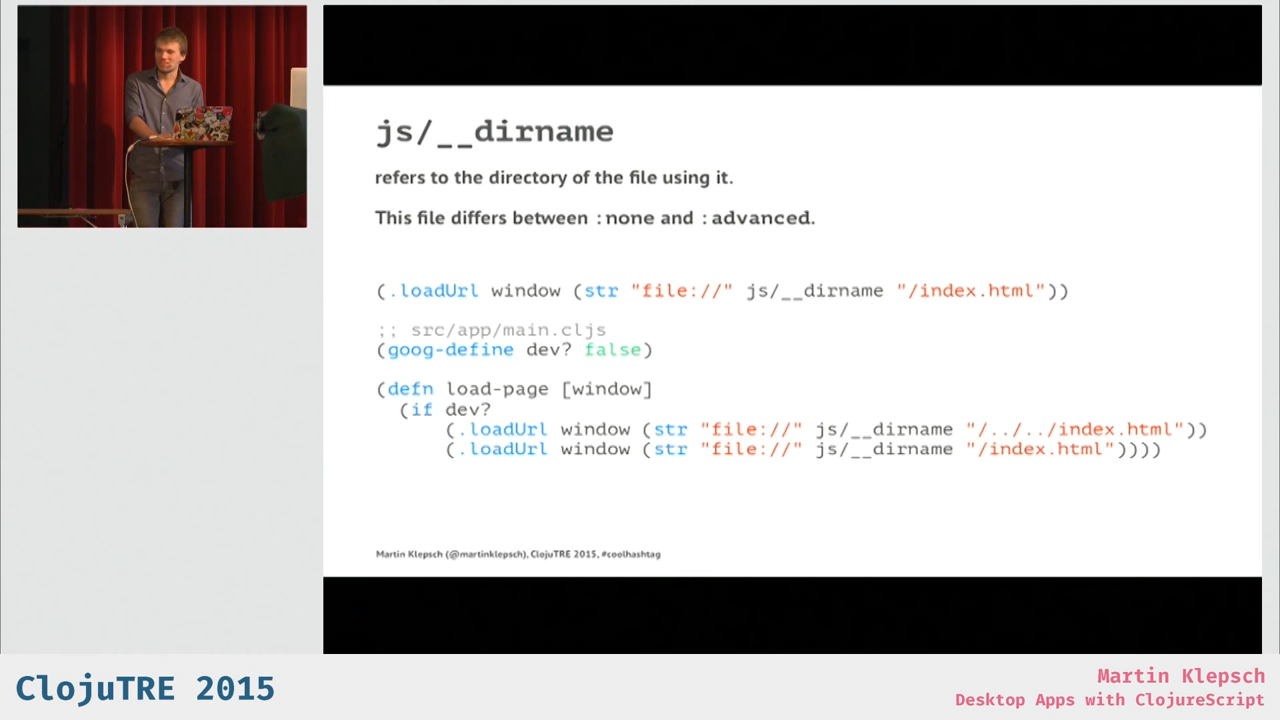 js/__dirname
refers to the directory of the file using it.
This file differs between :none and :advanced.
(.loadUrl window (str "file://" js/__dirname "/index.html"))
;; src/app/main.cljs
(goog-define dev? false)
(defn load-page [window]
(if dev?
(.loadUrl window (str "file://" js/__dirname "/../../index.html"))
(.loadUrl window (str "file://" js/__dirname "/index.html"))))
Martin Klepsch (@martinklepsch), ClojuTRE 2015, #coolhashtag
ClojuTRE 2015
Martin Klepsch
Desktop Apps with ClojureScript